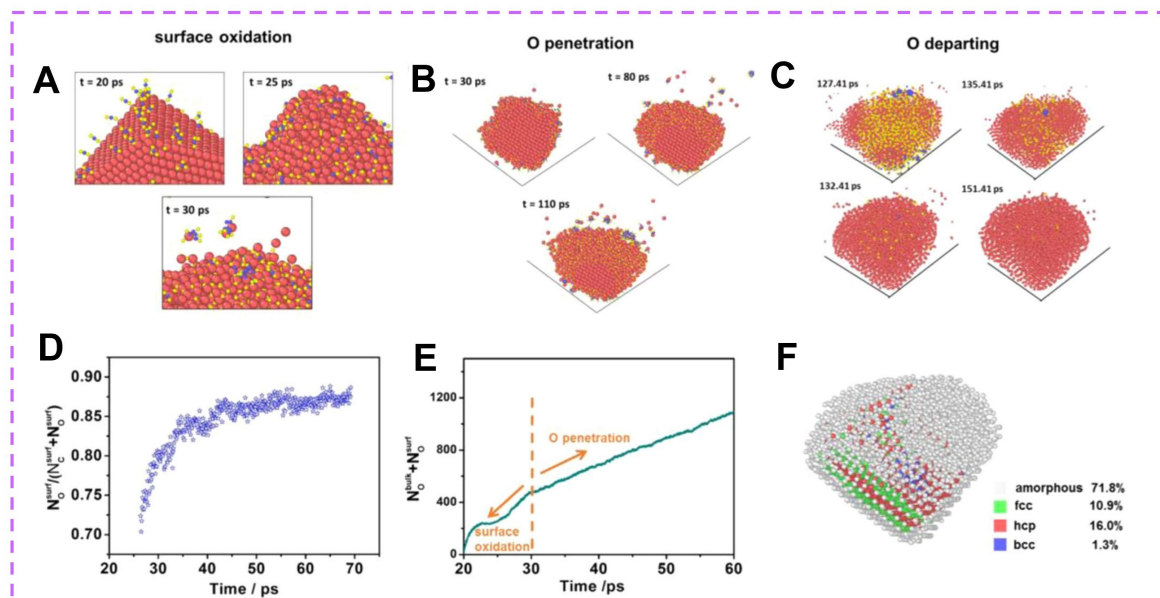 surface oxidation
O penetration
O departing
A
t = 20 ps
t = 25 ps
t = 30 ps
B
t = 30 ps
t = 80 ps
t = 110 ps
C
127.41 ps
135.41 ps
132.41 ps
151.41 ps
D
N_O^surf/(N_C^surf+N_O^surf)
0.90
0.85
0.80
0.75
0.70
20 30 40 50 60 70
Time / ps
E
N_O^bulk+N_O^surf
1200
800
400
0
O penetration
surface
oxidation
20 30 40 50 60
Time /ps
F
amorphous 71.8%
fcc 10.9%
hcp 16.0%
bcc 1.3%